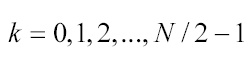 k = 0,1,2,..., N / 2 − 1